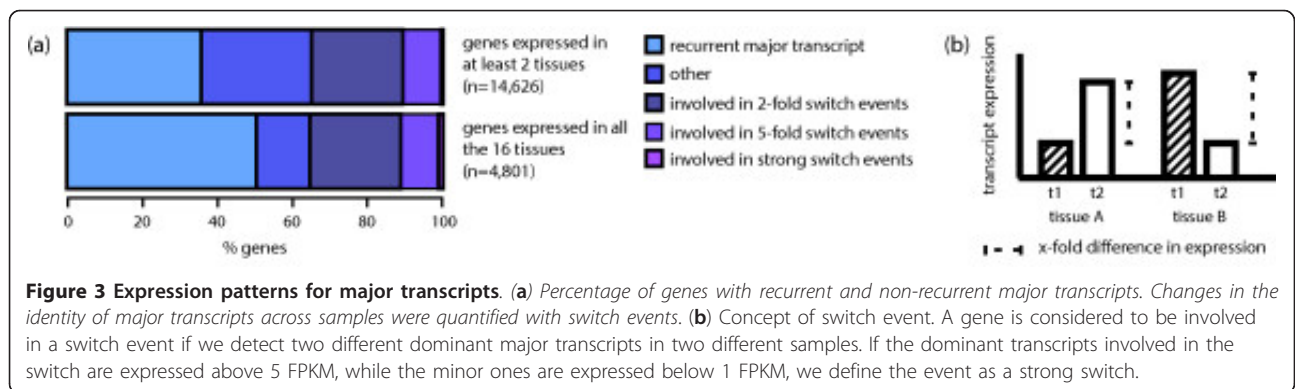 (a)
genes expressed in
at least 2 tissues
(n=14,626)
genes expressed in all
the 16 tissues
(n=4,801)
0 20 40 60 80 100
% genes
recurrent major transcript
other
involved in 2-fold switch events
involved in 5-fold switch events
involved in strong switch events
(b)
transcript expression
t1 t2 t1 t2
tissue A tissue B
x-fold difference in expression
Figure 3 Expression patterns for major transcripts. (a) Percentage of genes with recurrent and non-recurrent major transcripts. Changes in the
identity of major transcripts across samples were quantified with switch events. (b) Concept of switch event. A gene is considered to be involved
in a switch event if we detect two different dominant major transcripts in two different samples. If the dominant transcripts involved in the
switch are expressed above 5 FPKM, while the minor ones are expressed below 1 FPKM, we define the event as a strong switch.